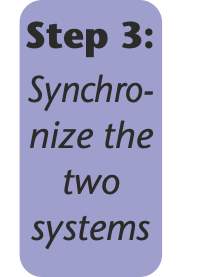 Step 3:
Synchro-
nize the
two
systems